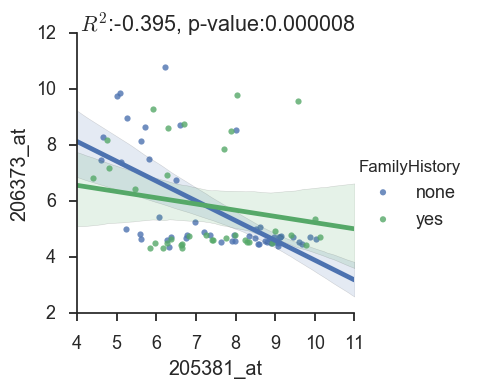 R²:-0.395, p-value:0.000008
12
10
8
6
4
2
206373_at
4 5 6 7 8 9 10 11
205381_at
FamilyHistory
none
yes